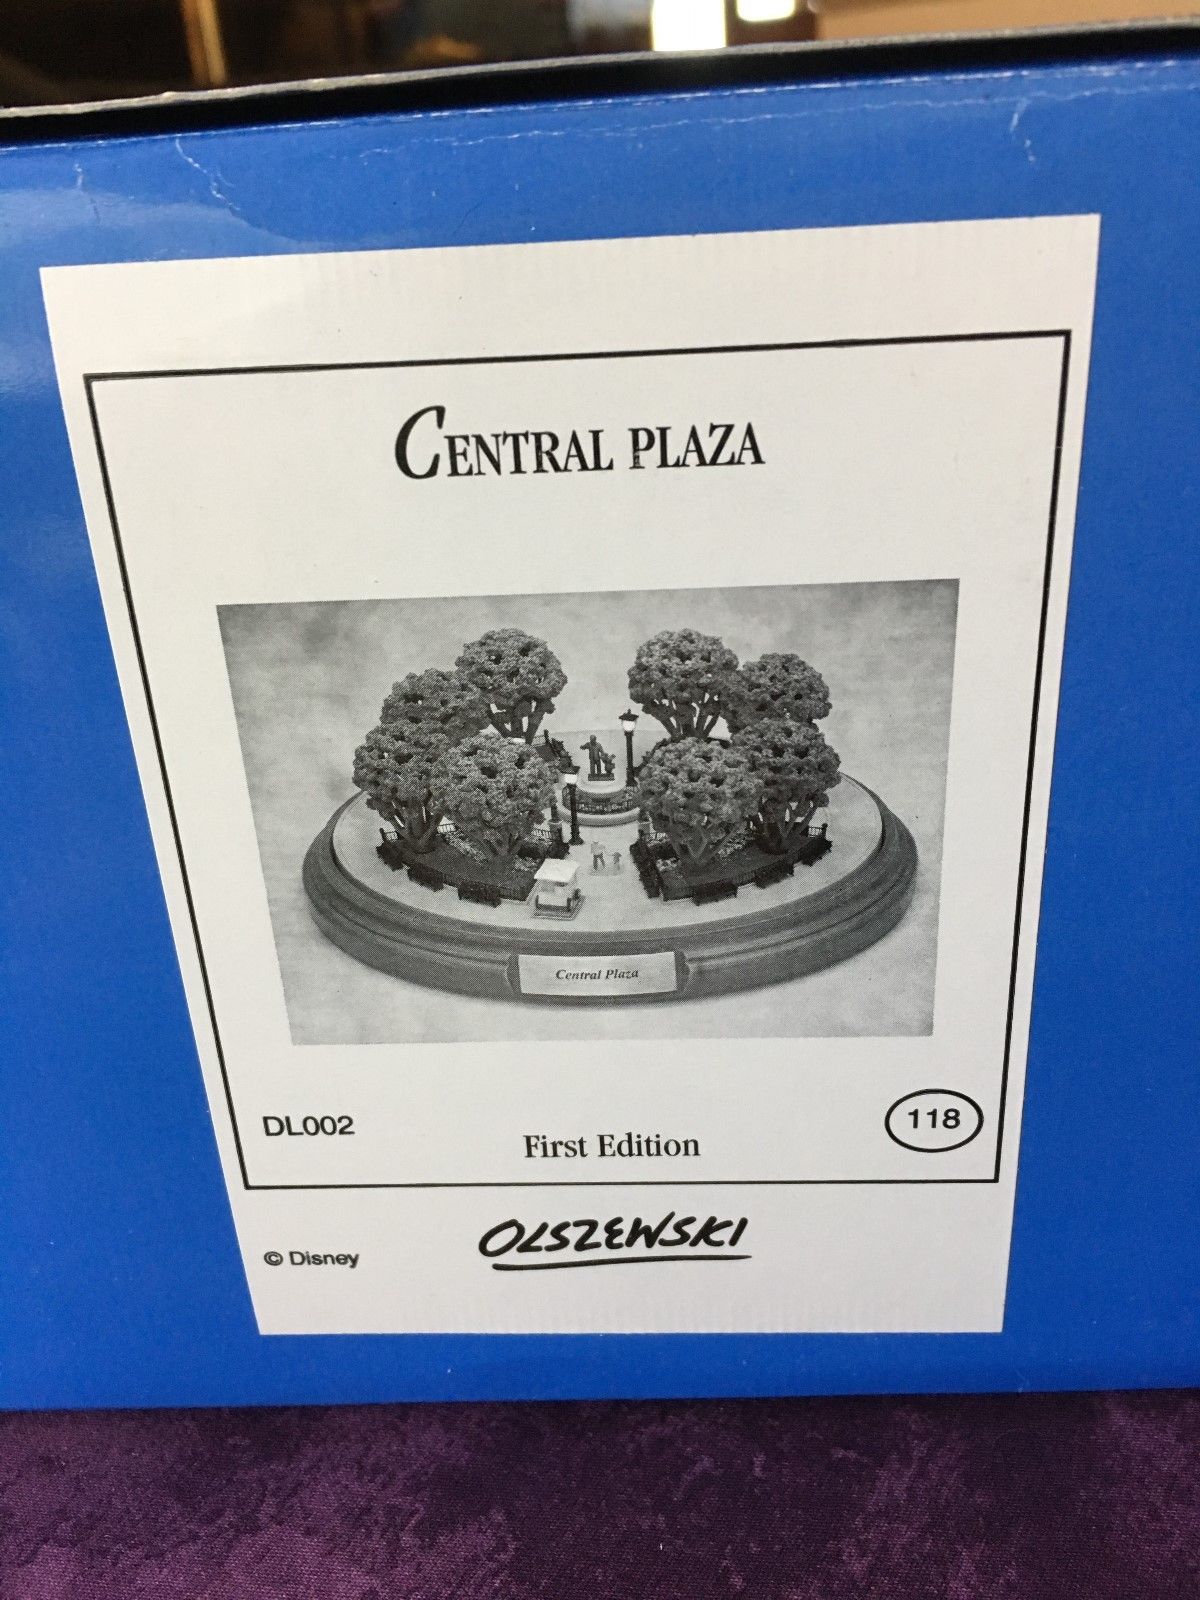 CENTRAL PLAZA
Central Plaza
DL002
First Edition
118
© Disney
OLSZEWSKI